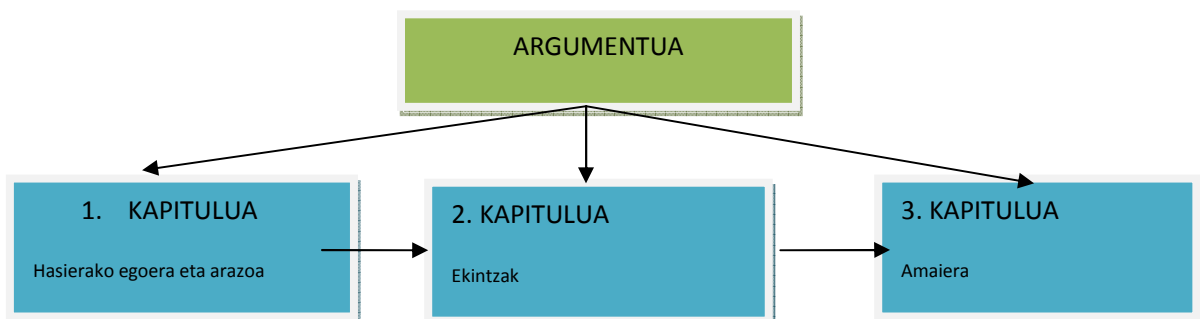 ARGUMENTUA
1. KAPITULUA
Hasierako egoera eta arazoa
2. KAPITULUA
Ekintzak
3. KAPITULUA
Amaiera